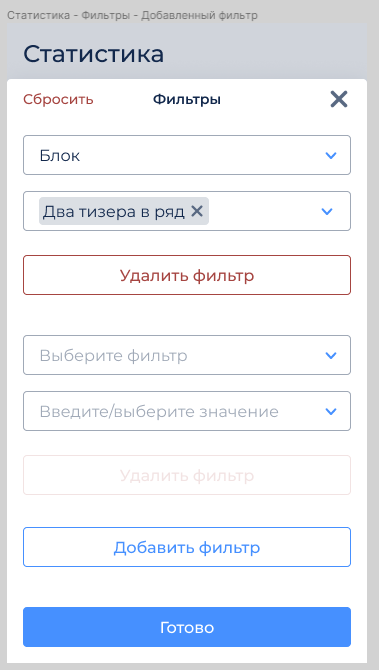 Статистика - Фильтры - Добавленный фильтр
Статистика
Сбросить Фильтры
Блок
Два тизера в ряд
Удалить фильтр
Выберите фильтр
Введите/выберите значение
Удалить фильтр
Добавить фильтр
Готово